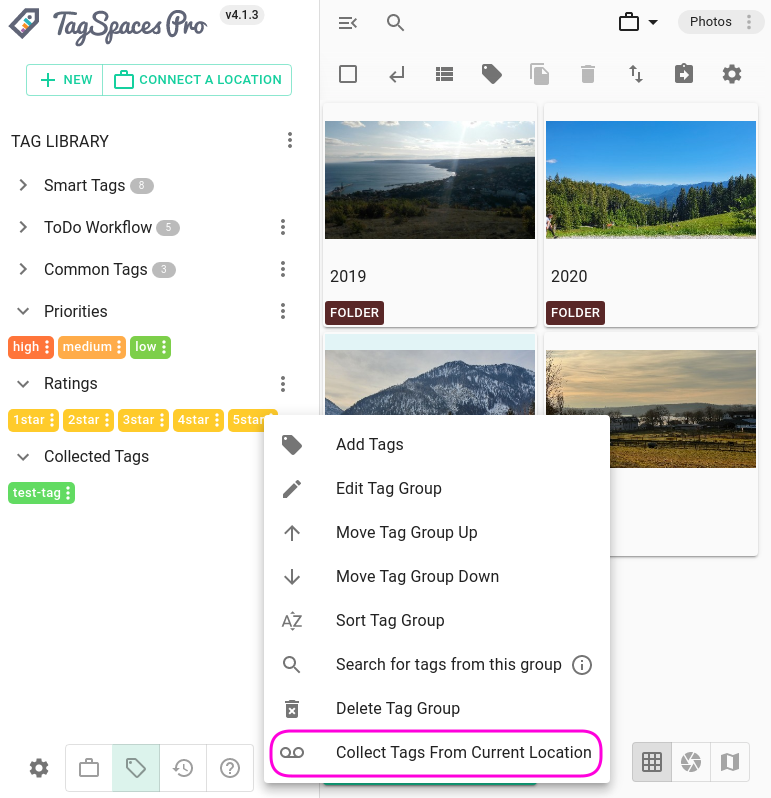 TagSpaces Pro
v4.1.3
NEW
CONNECT A LOCATION
TAG LIBRARY
Smart Tags 8
ToDo Workflow 5
Common Tags 3
Priorities
high medium low
Ratings
1star 2star 3star 4star 5star
Collected Tags
test-tag
Photos
2019
FOLDER
2020
FOLDER
Add Tags
Edit Tag Group
Move Tag Group Up
Move Tag Group Down
AZ Sort Tag Group
Search for tags from this group
Delete Tag Group
Collect Tags From Current Location